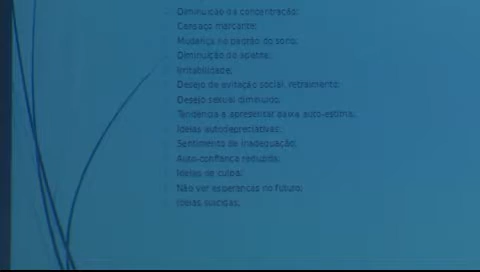 Diminuição da concentração;
Cansaço marcante;
Mudança no padrão do sono;
Diminuição do apetite;
Irritabilidade;
Desejo de evitação social, retraimento;
Desejo sexual diminuído;
Tendência a apresentar baixa auto-estima;
Ideias autodepreciativas;
Sentimento de inadequação;
Auto-confiança reduzida;
Ideias de culpa;
Não ver esperanças no futuro;
Ideias suicidas;